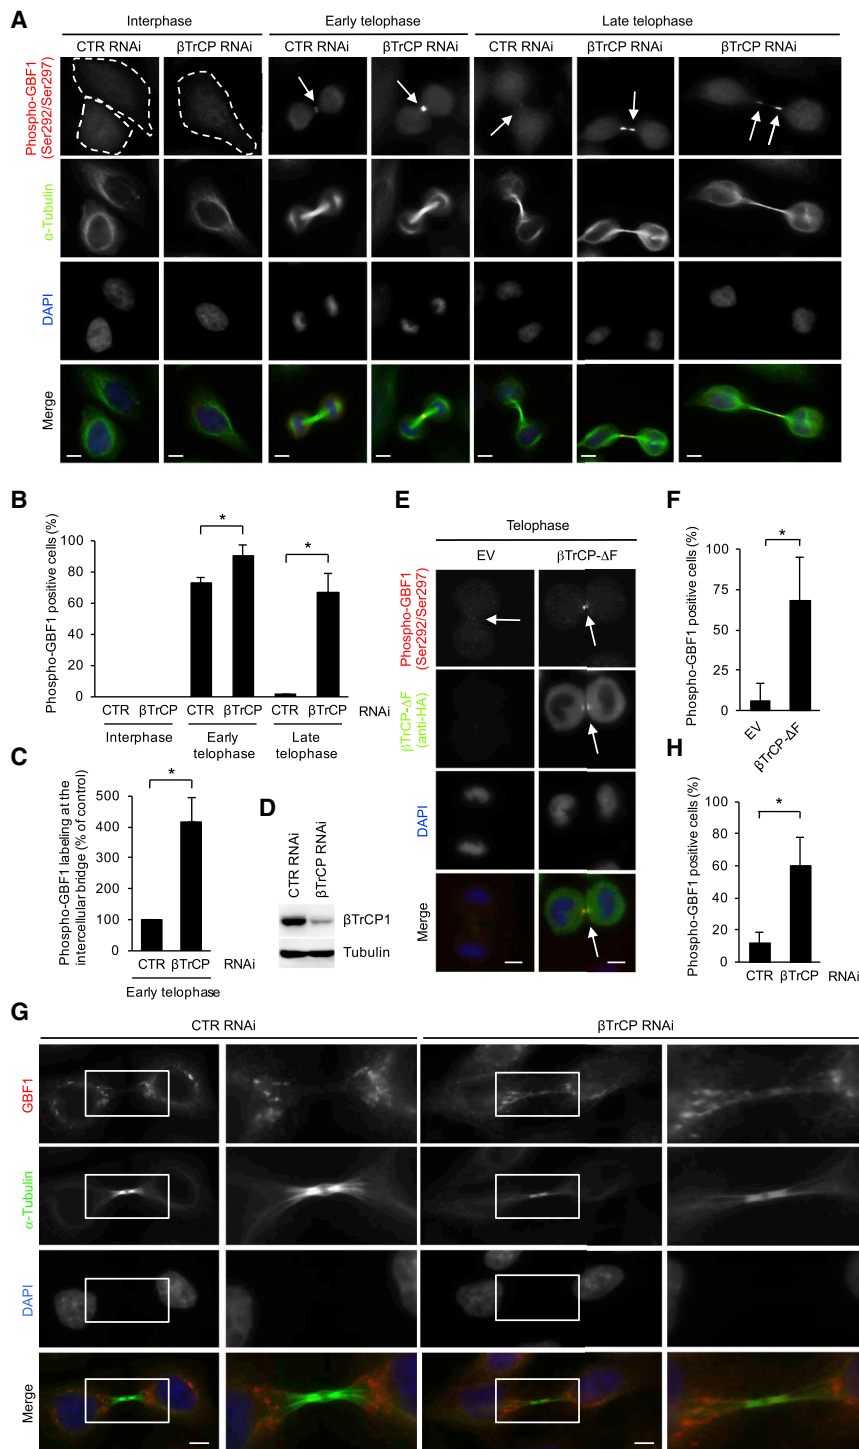 A
Interphase
Early telophase
Late telophase
CTR RNAi
βTrCP RNAi
CTR RNAi
βTrCP RNAi
CTR RNAi
βTrCP RNAi
βTrCP RNAi
Phospho-GBF1
(Ser292/Ser297)
α-Tubulin
DAPI
Merge
B
Phospho-GBF1 positive cells (%)
100
80
60
40
20
0
*
*
CTR βTrCP CTR βTrCP CTR βTrCP RNAi
Interphase
Early
telophase
Late
telophase
C
Phospho-GBF1 labeling at the
intercellular bridge (% of control)
500
400
300
200
100
0
*
CTR βTrCP RNAi
Early telophase
D
CTR RNAi
βTrCP RNAi
βTrCP1
Tubulin
E
Telophase
EV
βTrCP-ΔF
Phospho-GBF1
(Ser292/Ser297)
βTrCP-ΔF
(anti-HA)
DAPI
Merge
F
Phospho-GBF1 positive cells (%)
100
75
50
25
0
*
EV
βTrCP-ΔF
H
Phospho-GBF1 positive cells (%)
100
80
60
40
20
0
*
CTR βTrCP RNAi
G
CTR RNAi
βTrCP RNAi
GBF1
α-Tubulin
DAPI
Merge